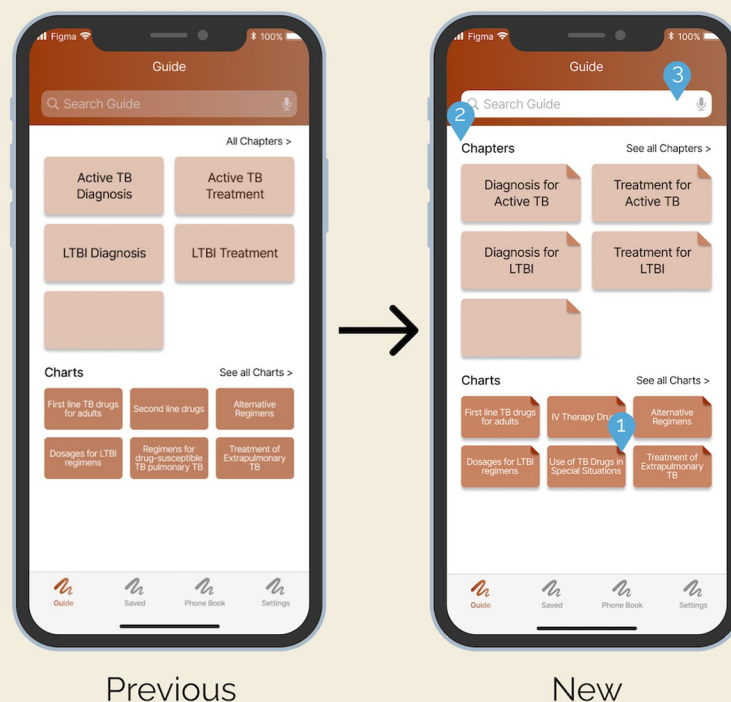 Figma
100%
Guide
Search Guide
All Chapters >
Active TB
Diagnosis
Active TB
Treatment
LTBI Diagnosis
LTBI Treatment
Charts
See all Charts >
First line TB drugs
for adults
Second line drugs
Alternative
Regimens
Dosages for LTBI
regimens
Regimens for
drug-susceptible
TB pulmonary TB
Treatment of
Extrapulmonary
TB
Guide
Saved
Phone Book
Settings
Previous
Figma
100%
Guide
3
Search Guide
2
Chapters
See all Chapters >
Diagnosis for
Active TB
Treatment for
Active TB
Diagnosis for
LTBI
Treatment for
LTBI
Charts
See all Charts >
First line TB drugs
for adults
IV Therapy
Alternative
Regimens
1
Dosages for LTBI
regimens
Use of TB Drugs in
Special Situations
Treatment of
Extrapulmonary
TB
Guide
Saved
Phone Book
Settings
New